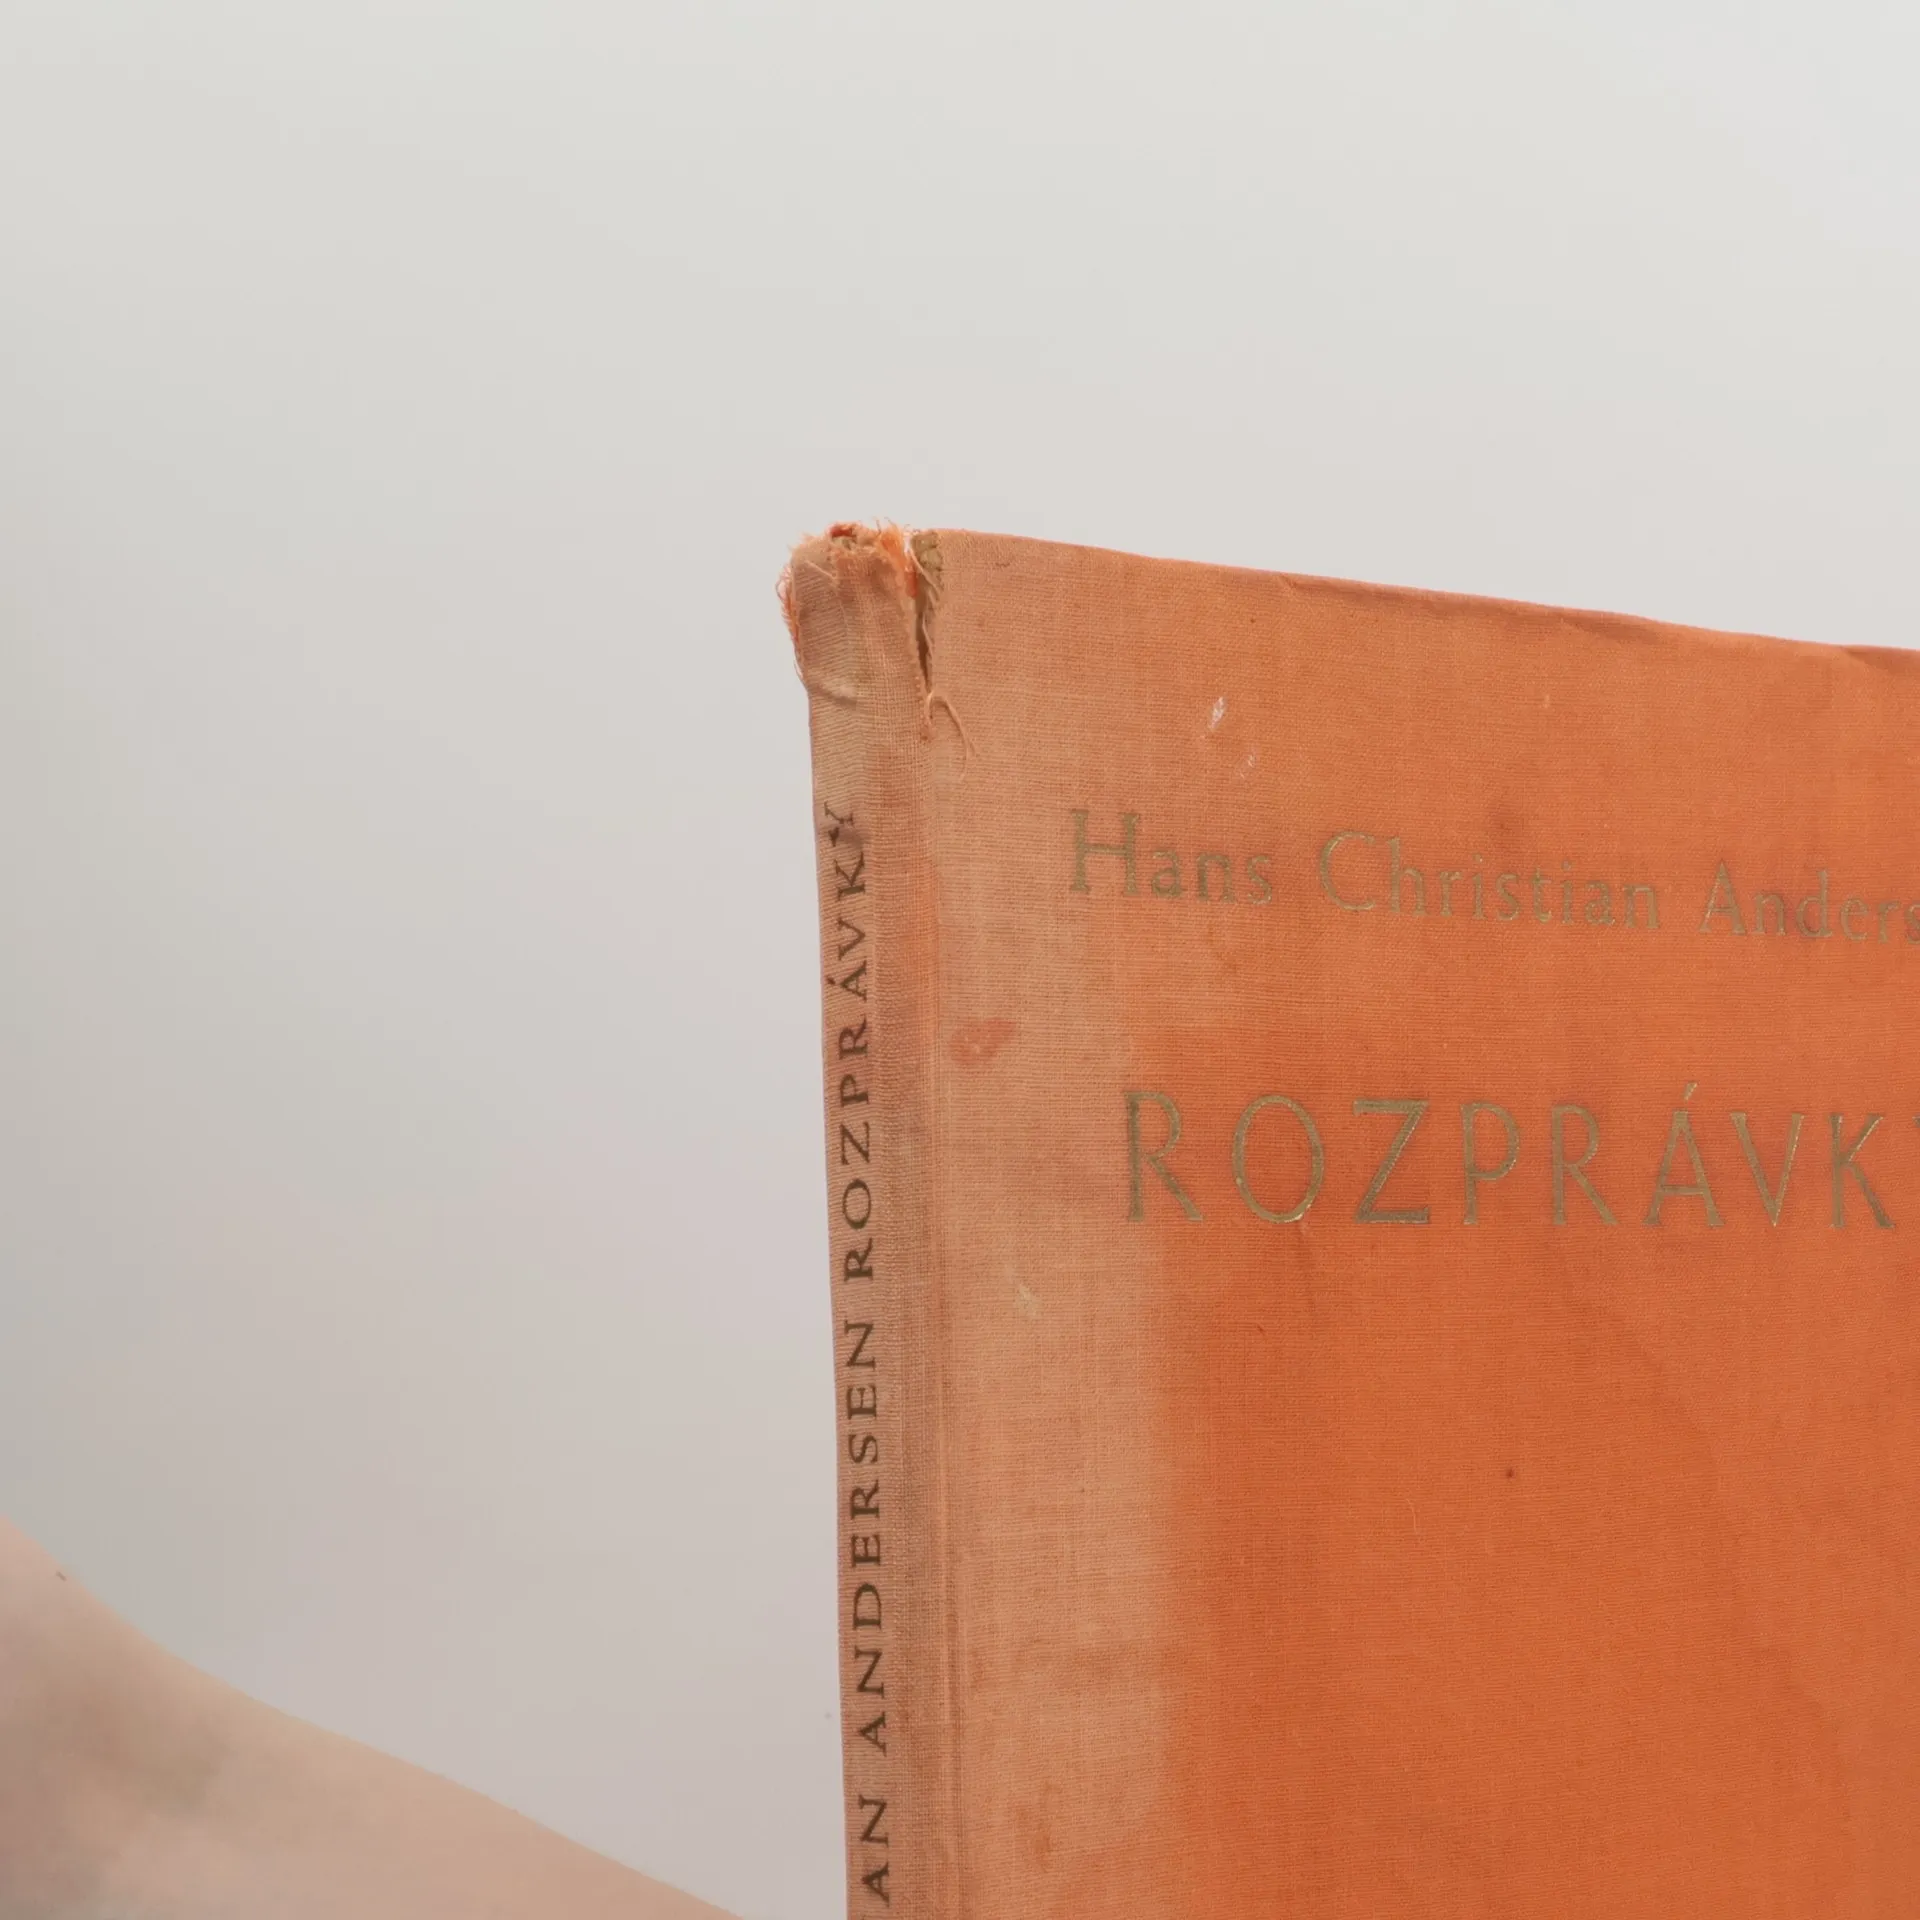 Hans Christian Anders
ROZPRÁVK
AN ANDERSEN ROZPRÁVKY